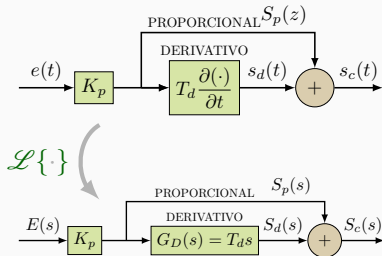 PROPORCIONAL S_p(z)
DERIVATIVO
e(t) K_p T_d ∂(·)/∂t s_d(t) + s_c(t)
ℒ{·}
PROPORCIONAL S_p(s)
DERIVATIVO
E(s) K_p G_D(s) = T_d s S_d(s) + S_c(s)